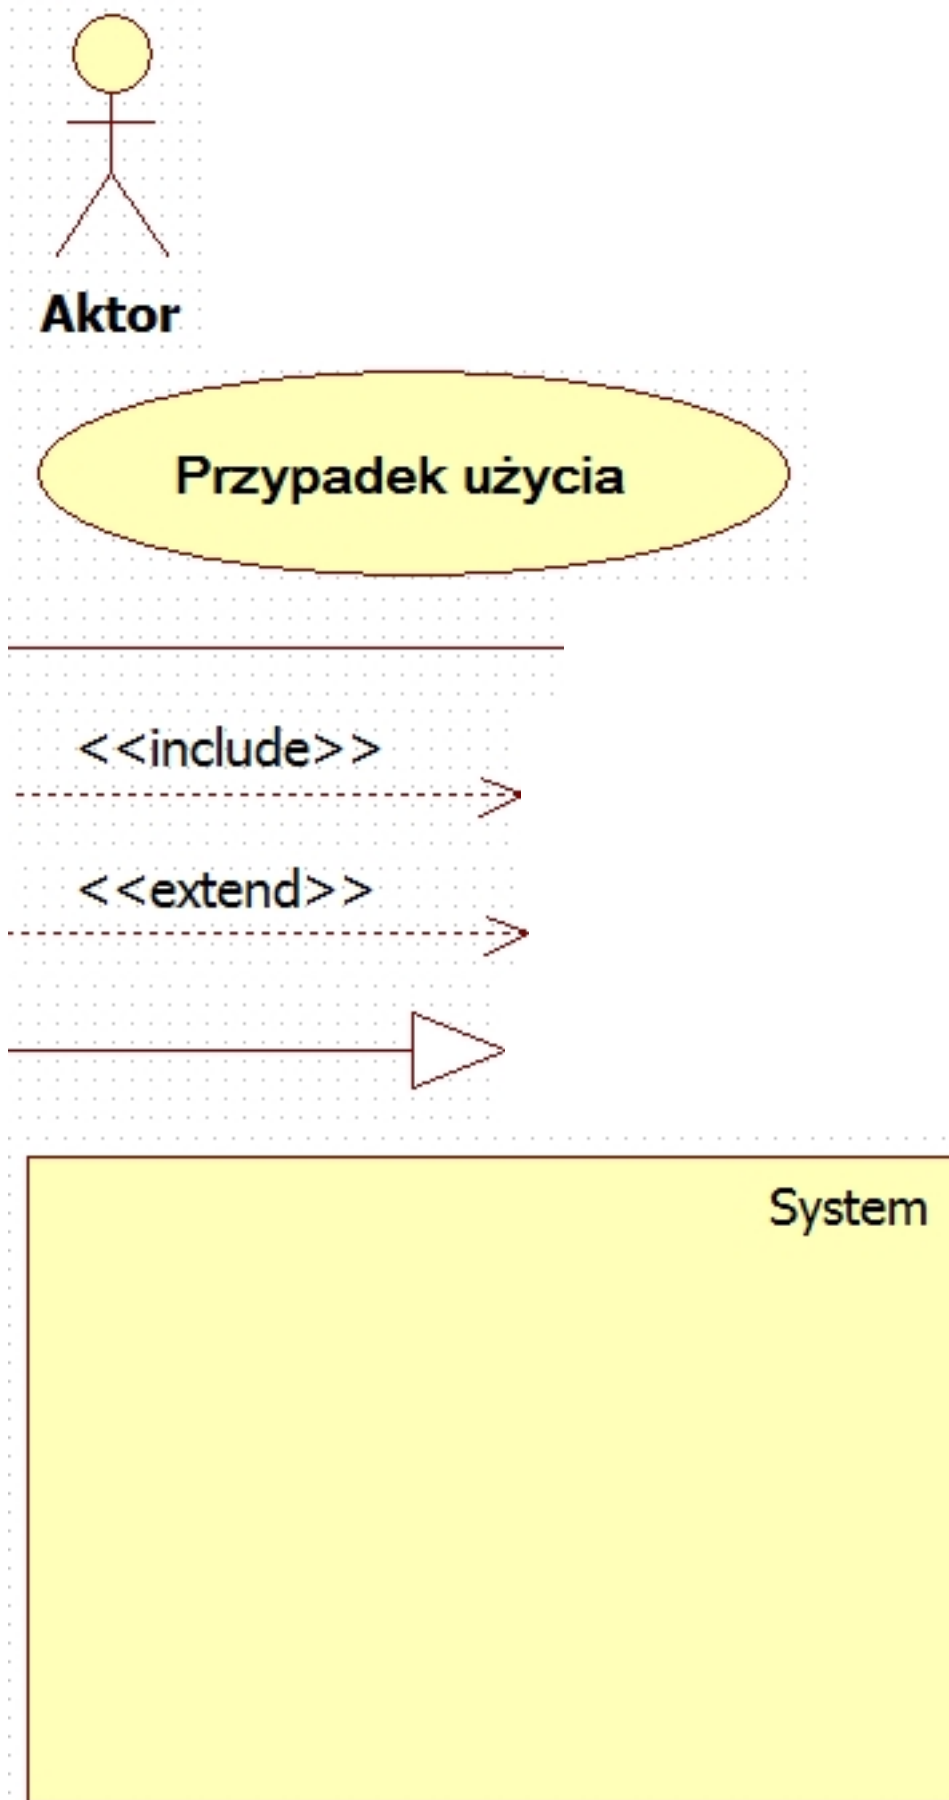 Aktor
Przypadek użycia
<<include>>
<<extend>>
System